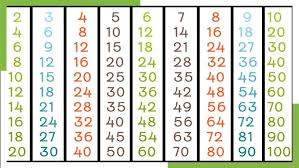 2 3 4 5 6 7 8 9 10
4 6 8 10 12 14 16 18 20
6 9 12 15 18 21 24 27 30
8 12 16 20 24 28 32 36 40
10 15 20 25 30 35 40 45 50
12 18 24 30 36 42 48 54 60
14 21 28 35 42 49 56 63 70
16 24 32 40 48 56 64 72 80
18 27 36 45 54 63 72 81 90
20 30 40 50 60 70 80 90 100